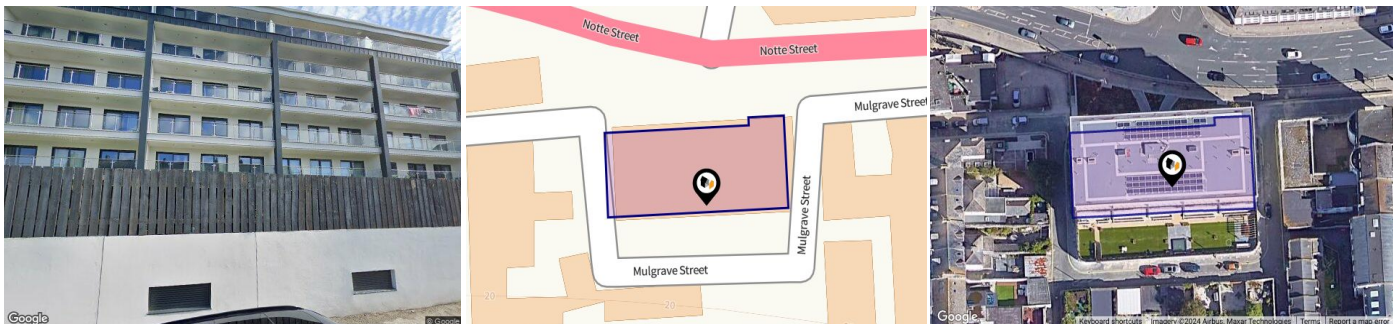 Google
© Google
Notte Street
Notte Street
Mulgrave Street
Mulgrave Street
Mulgrave Street
20
20
Google
Keyboard shortcuts
Imagery ©2024 Airbus, Maxar Technologies
Terms
Report a map error